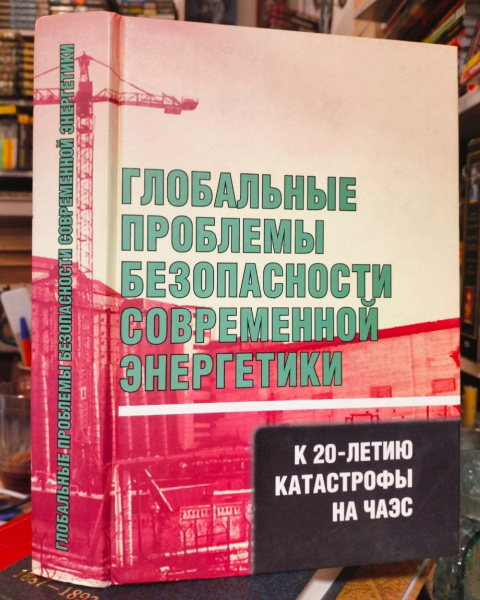 ГЛОБАЛЬНЫЕ ПРОБЛЕМЫ БЕЗОПАСНОСТИ СОВРЕМЕННОЙ ЭНЕРГЕТИКИ
ГЛОБАЛЬНЫЕ
ПРОБЛЕМЫ
БЕЗОПАСНОСТИ
СОВРЕМЕННОЙ
ЭНЕРГЕТИКИ
К 20-ЛЕТИЮ
КАТАСТРОФЫ
НА ЧАЭС